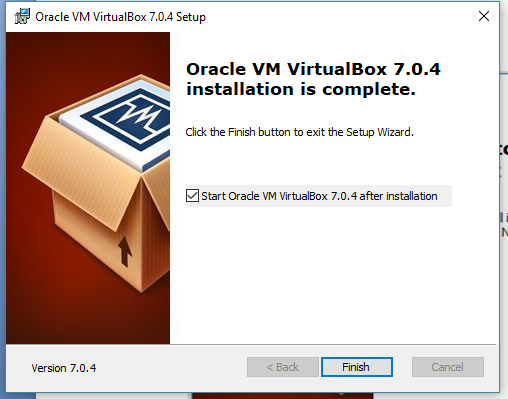 Oracle VM VirtualBox 7.0.4 Setup
Oracle VM VirtualBox 7.0.4
installation is complete.
Click the Finish button to exit the Setup Wizard.
Start Oracle VM VirtualBox 7.0.4 after installation
Version 7.0.4
< Back
Finish
Cancel